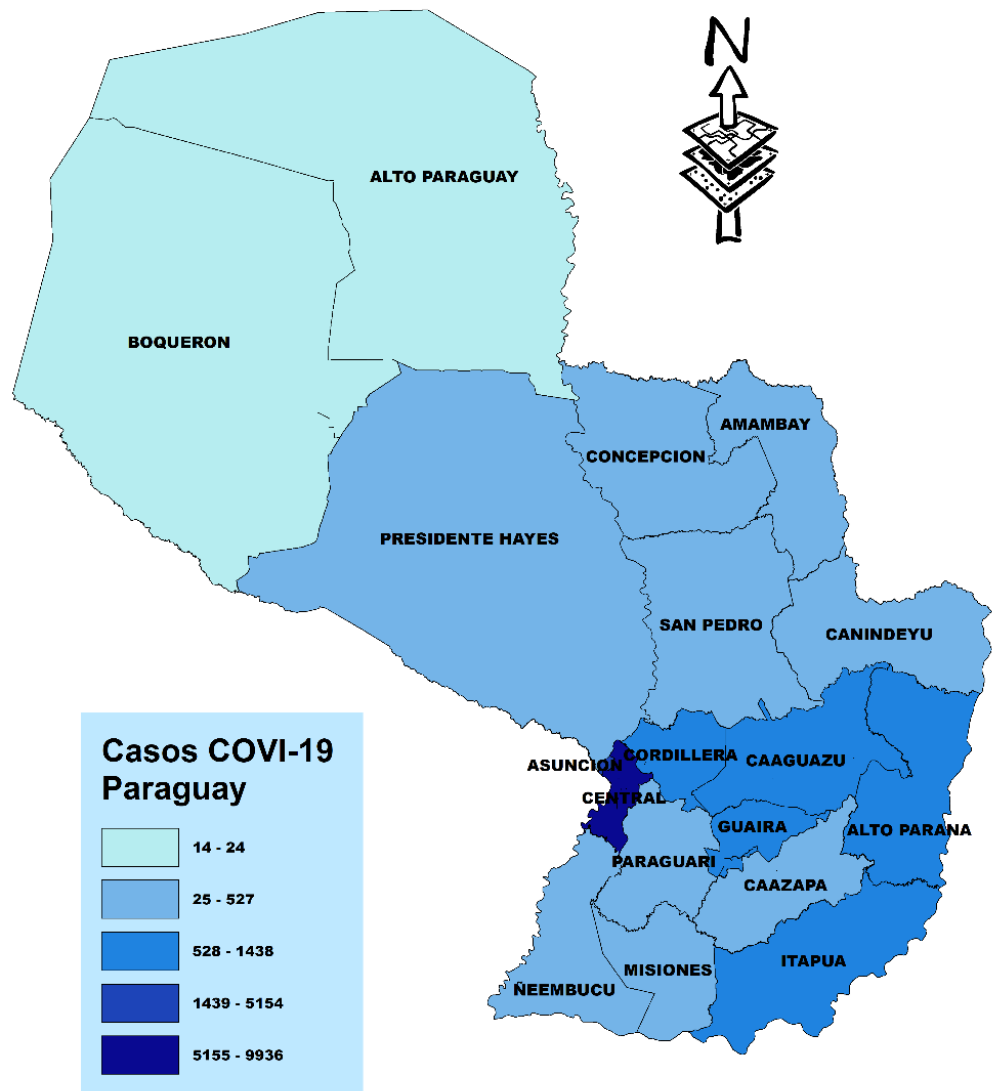 N
ALTO PARAGUAY
BOQUERON
AMAMBAY
CONCEPCION
PRESIDENTE HAYES
SAN PEDRO
CANINDEYU
CORDILLERA
ASUNCION
CAAGUAZU
CENTRAL
GUAIRA
ALTO PARANA
PARAGUARI
CAAZAPA
ITAPUA
MISIONES
ÑEEMBUCU
Casos COVI-19
Paraguay
14 - 24
25 - 527
528 - 1438
1439 - 5154
5155 - 9936